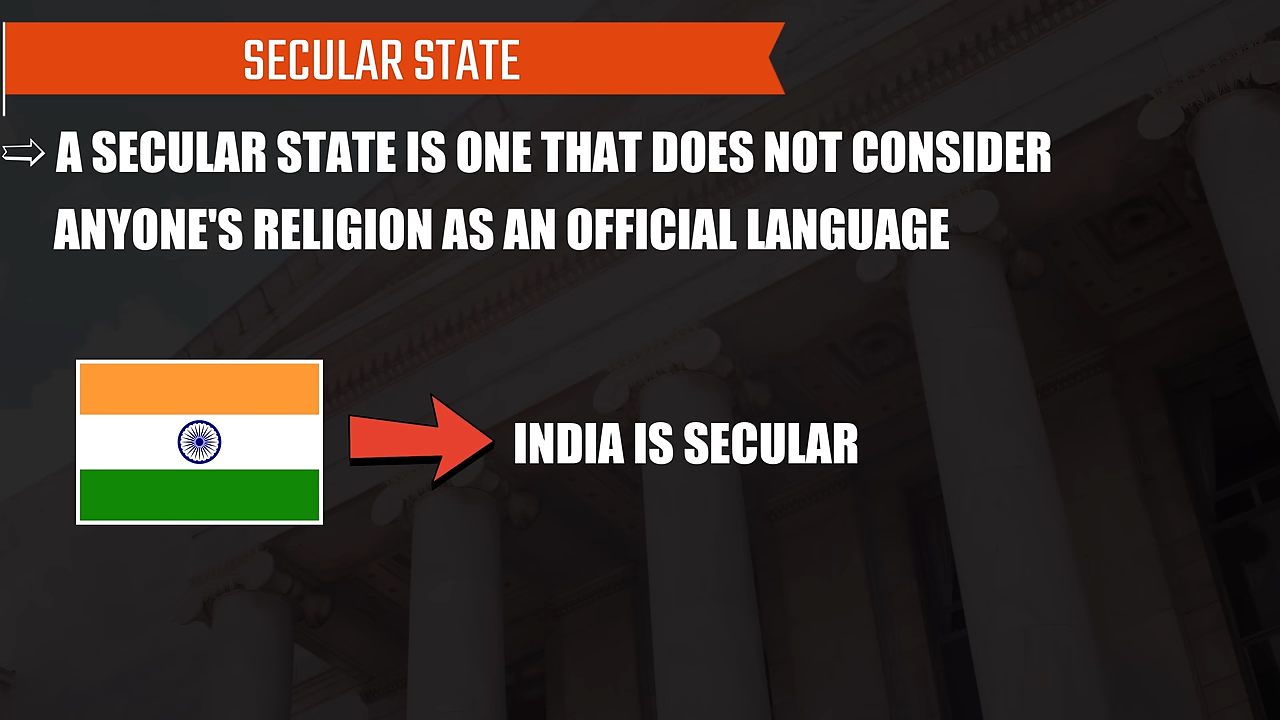 SECULAR STATE
A SECULAR STATE IS ONE THAT DOES NOT CONSIDER
ANYONE'S RELIGION AS AN OFFICIAL LANGUAGE
INDIA IS SECULAR